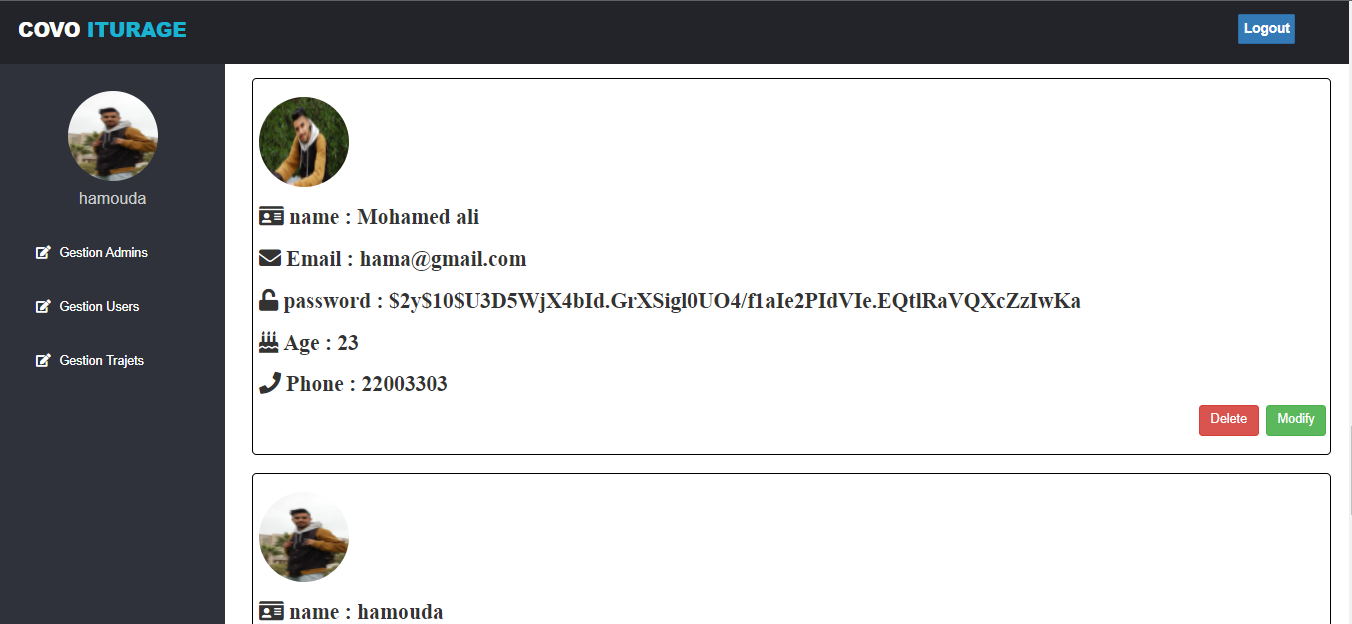 COVO ITURAGE
Logout
hamouda
Gestion Admins
Gestion Users
Gestion Trajets
name : Mohamed ali
Email : hama@gmail.com
password : $2y$10$U3D5WjX4bId.GrXSigl0UO4/f1aIe2PIdVIe.EQtlRaVQXcZzIwKa
Age : 23
Phone : 22003303
Delete
Modify
name : hamouda